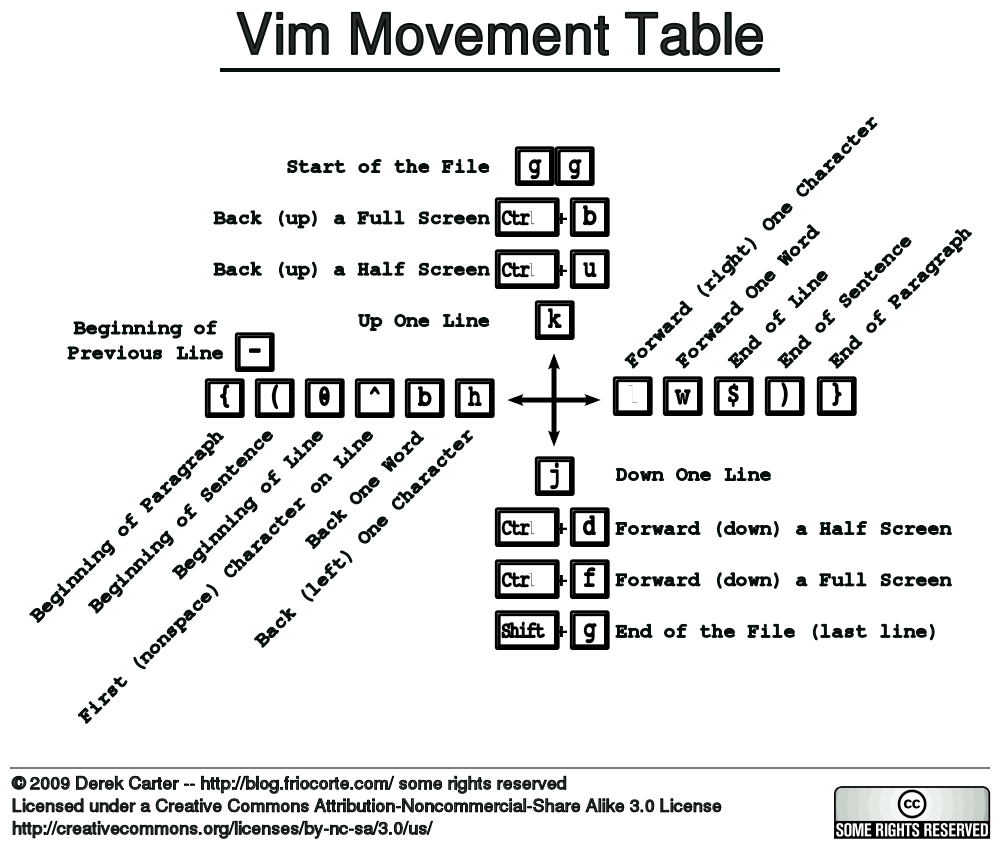 Vim Movement Table
Start of the File g g
Back (up) a Full Screen Ctrl + b
Back (up) a Half Screen Ctrl + u
Up One Line k
Beginning of
Previous Line -
{ ( 0 ^ b h
l w $ ) }
Forward (right) One Character
Forward One Word
End of Line
End of Sentence
End of Paragraph
Beginning of Paragraph
Beginning of Sentence
Beginning of Line
First (nonspace) Character on Line
Back One Word
Back (left) One Character
j Down One Line
Ctrl + d Forward (down) a Half Screen
Ctrl + f Forward (down) a Full Screen
Shift + g End of the File (last line)
© 2009 Derek Carter -- http://blog.friocorte.com/ some rights reserved
Licensed under a Creative Commons Attribution-Noncommercial-Share Alike 3.0 License
http://creativecommons.org/licenses/by-nc-sa/3.0/us/
cc
SOME RIGHTS RESERVED